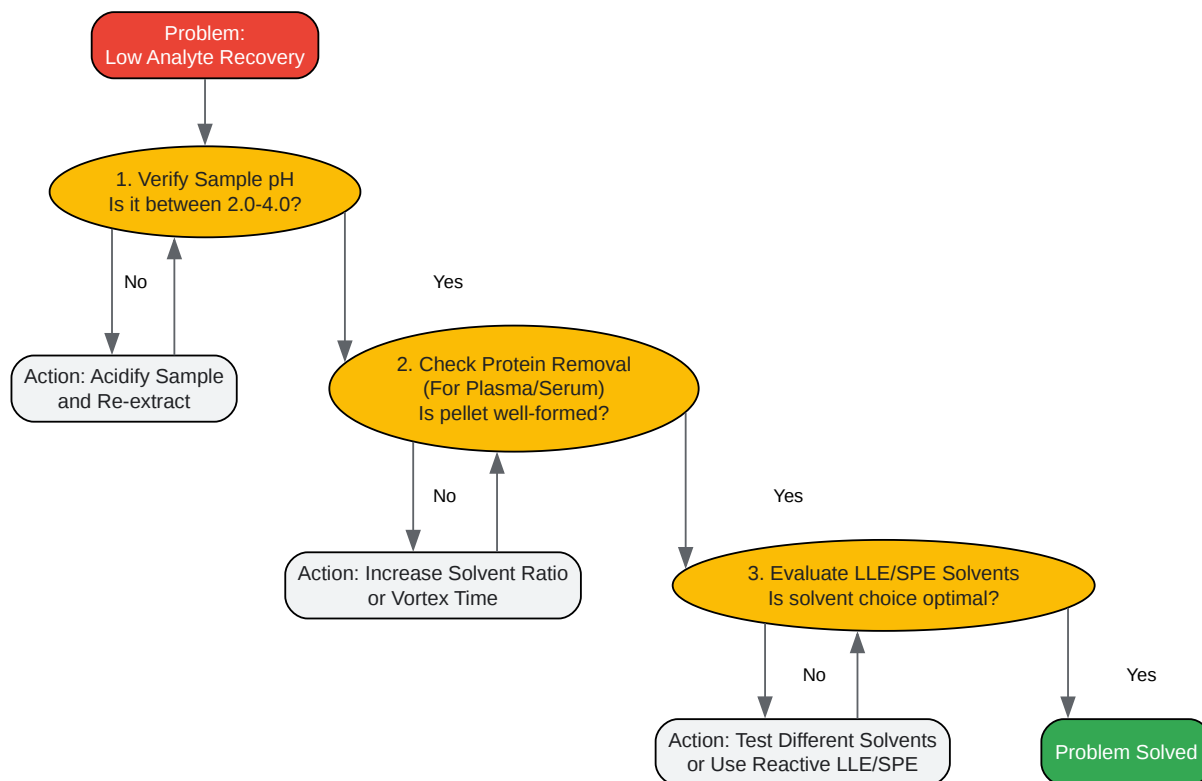 Problem:
Low Analyte Recovery
1. Verify Sample pH
Is it between 2.0-4.0?
No
Yes
Action: Acidify Sample
and Re-extract
2. Check Protein Removal
(For Plasma/Serum)
Is pellet well-formed?
No
Yes
Action: Increase Solvent Ratio
or Vortex Time
3. Evaluate LLE/SPE Solvents
Is solvent choice optimal?
No
Yes
Action: Test Different Solvents
or Use Reactive LLE/SPE
Problem Solved